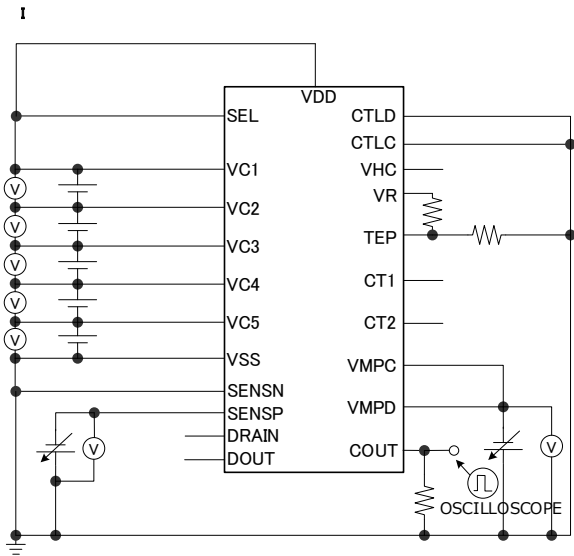 I
VDD
SEL
CTLD
CTLC
VC1
VHC
VR
V
VC2
V
VC3
TEP
V
VC4
CT1
V
VC5
CT2
V
VSS
VMPC
SENSN
SENSP
VMPD
DRAIN
V
DOUT
COUT
V
OSCILLOSCOPE